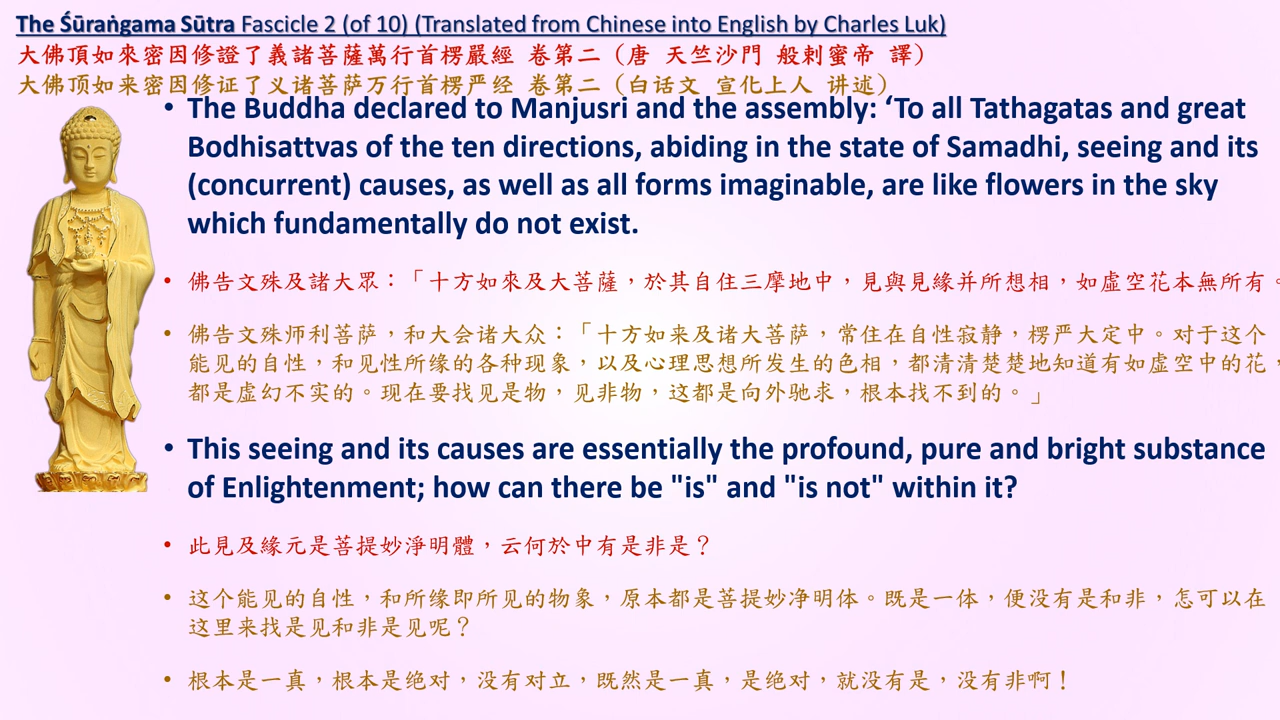 The Śūraṅgama Sūtra Fascicle 2 (of 10) (Translated from Chinese into English by Charles Luk)
大佛頂如來密因修證了義諸菩薩萬行首楞嚴經 卷第二（唐 天竺沙門 般剌蜜帝 譯）
大佛顶如来密因修证了义诸菩萨万行首楞严经 卷第二（白话文 宣化上人 讲述）
• The Buddha declared to Manjusri and the assembly: ‘To all Tathagatas and great
Bodhisattvas of the ten directions, abiding in the state of Samadhi, seeing and its
(concurrent) causes, as well as all forms imaginable, are like flowers in the sky
which fundamentally do not exist.
• 佛告文殊及諸大眾：「十方如來及大菩薩，於其自住三摩地中，見與見緣并所想相，如虛空花本無所有。
• 佛告文殊师利菩萨，和大会诸大众：「十方如来及诸大菩萨，常住在自性寂静，楞严大定中。对于这个
能见的自性，和见性所缘的各种现象，以及心理思想所发生的色相，都清清楚楚地知道有如虚空中的花，
都是虚幻不实的。现在要找见是物，见非物，这都是向外驰求，根本找不到的。」
• This seeing and its causes are essentially the profound, pure and bright substance
of Enlightenment; how can there be "is" and "is not" within it?
• 此見及緣元是菩提妙淨明體，云何於中有是非是？
• 这个能见的自性，和所缘即所见的物象，原本都是菩提妙净明体。既是一体，便没有是和非，怎可以在
这里来找是见和非是见呢？
• 根本是一真，根本是绝对，没有对立，既然是一真，是绝对，就没有是，没有非啊！